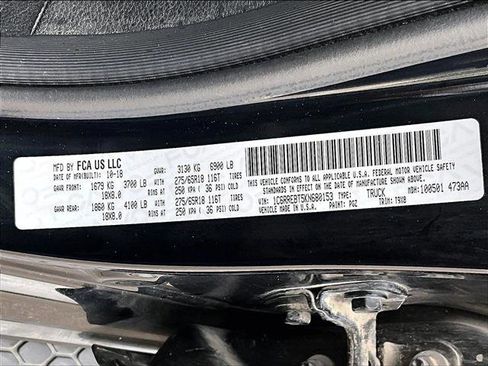 MFD BY FCA US LLC
DATE OF MFR(BUILT): 10-18 GVWR: 3130 KG 6900 LB
GAWR FRONT: 1679 KG 3700 LB WITH 275/65R18 116T TIRES
18X8.0 RIMS AT 250 KPA ( 36 PSI) COLD
GAWR REAR: 1860 KG 4100 LB WITH 275/65R18 116T TIRES
18X8.0 RIMS AT 250 KPA ( 36 PSI) COLD
THIS VEHICLE CONFORMS TO ALL APPLICABLE
U.S.A. FEDERAL MOTOR VEHICLE SAFETY
STANDARDS IN EFFECT ON THE DATE OF
MANUFACTURE SHOWN ABOVE.
VIN: 1C6RREBT5KN680153 TYPE: TRUCK MDH: 100501 473AA
VEHICLE MADE IN U.S.A. PAINT: TRIM: